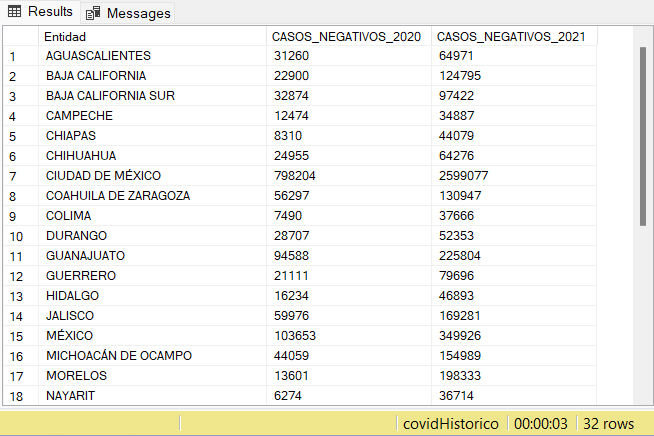 Results Messages
Entidad CASOS_NEGATIVOS_2020 CASOS_NEGATIVOS_2021
1 AGUASCALIENTES 31260 64971
2 BAJA CALIFORNIA 22900 124795
3 BAJA CALIFORNIA SUR 32874 97422
4 CAMPECHE 12474 34887
5 CHIAPAS 8310 44079
6 CHIHUAHUA 24955 64276
7 CIUDAD DE MÉXICO 798204 2599077
8 COAHUILA DE ZARAGOZA 56297 130947
9 COLIMA 7490 37666
10 DURANGO 28707 52353
11 GUANAJUATO 94588 225804
12 GUERRERO 21111 79696
13 HIDALGO 16234 46893
14 JALISCO 59976 169281
15 MÉXICO 103653 349926
16 MICHOACÁN DE OCAMPO 44059 154989
17 MORELOS 13601 198333
18 NAYARIT 6274 36714
covidHistorico 00:00:03 32 rows